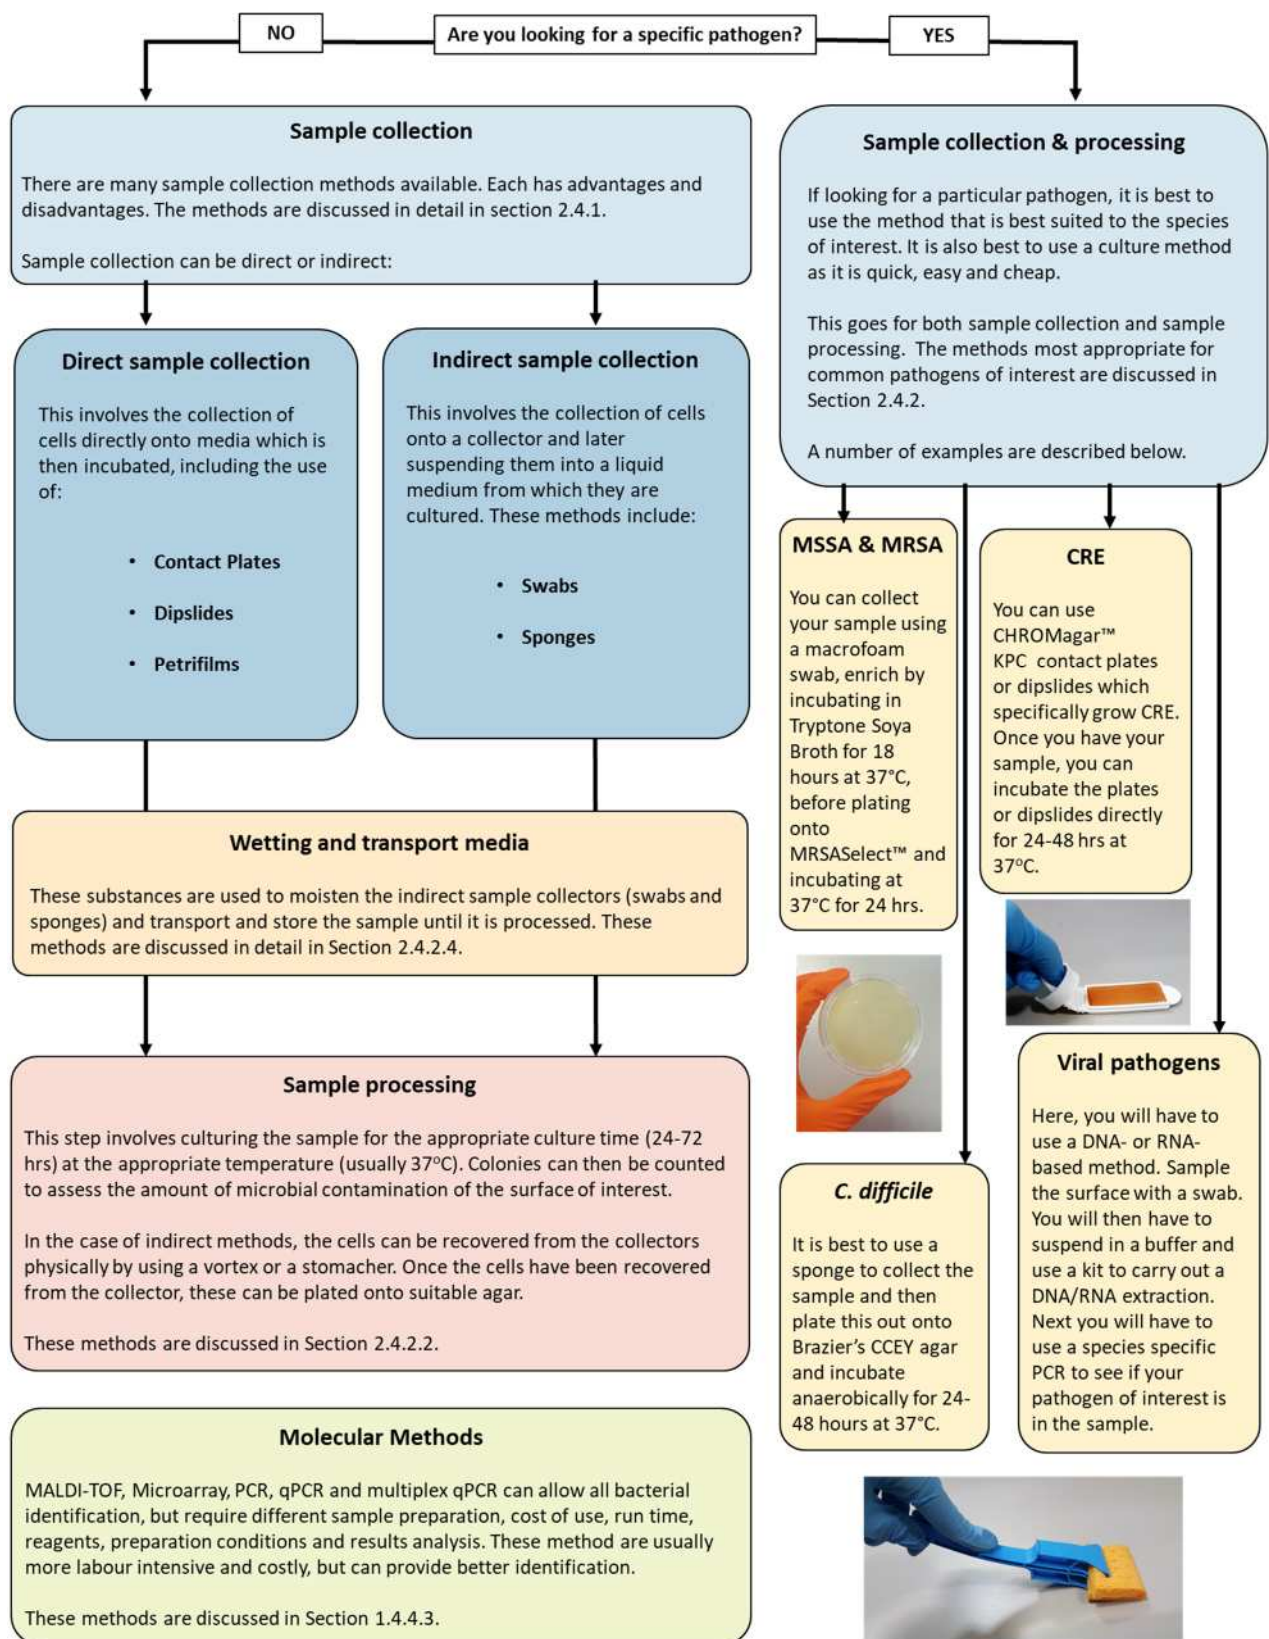 NO
Are you looking for a specific pathogen?
YES
Sample collection
There are many sample collection methods available. Each has advantages and
disadvantages. The methods are discussed in detail in section 2.4.1.
Sample collection can be direct or indirect:
Direct sample collection
This involves the collection of
cells directly onto media which is
then incubated, including the use
of:
• Contact Plates
• Dipslides
• Petrifilms
Indirect sample collection
This involves the collection of cells
onto a collector and later
suspending them into a liquid
medium from which they are
cultured. These methods include:
• Swabs
• Sponges
Wetting and transport media
These substances are used to moisten the indirect sample collectors (swabs and
sponges) and transport and store the sample until it is processed. These
methods are discussed in detail in Section 2.4.2.4.
Sample processing
This step involves culturing the sample for the appropriate culture time (24-72
hrs) at the appropriate temperature (usually 37°C). Colonies can then be counted
to assess the amount of microbial contamination of the surface of interest.
In the case of indirect methods, the cells can be recovered from the collectors
physically by using a vortex or a stomacher. Once the cells have been recovered
from the collector, these can be plated onto suitable agar.
These methods are discussed in Section 2.4.2.2.
Molecular Methods
MALDI-TOF, Microarray, PCR, qPCR and multiplex qPCR can allow all bacterial
identification, but require different sample preparation, cost of use, run time,
reagents, preparation conditions and results analysis. These method are usually
more labour intensive and costly, but can provide better identification.
These methods are discussed in Section 1.4.4.3.
Sample collection & processing
If looking for a particular pathogen, it is best to
use the method that is best suited to the species
of interest. It is also best to use a culture method
as it is quick, easy and cheap.
This goes for both sample collection and sample
processing. The methods most appropriate for
common pathogens of interest are discussed in
Section 2.4.2.
A number of examples are described below.
MSSA & MRSA
You can collect
your sample using
a macrofoam
swab, enrich by
incubating in
Tryptone Soya
Broth for 18
hours at 37°C,
before plating
onto
MRSASelect™ and
incubating at
37°C for 24 hrs.
CRE
You can use
CHROMagar™
KPC contact plates
or dipslides which
specifically grow CRE.
Once you have your
sample, you can
incubate the plates
or dipslides directly
for 24-48 hrs at
37°C.
C. difficile
It is best to use a
sponge to collect the
sample and then
plate this out onto
Brazier's CCEY agar
and incubate
anaerobically for 24-
48 hours at 37°C.
Viral pathogens
Here, you will have to
use a DNA- or RNA-
based method. Sample
the surface with a swab.
You will then have to
suspend in a buffer and
use a kit to carry out a
DNA/RNA extraction.
Next you will have to
use a species specific
PCR to see if your
pathogen of interest is
in the sample.